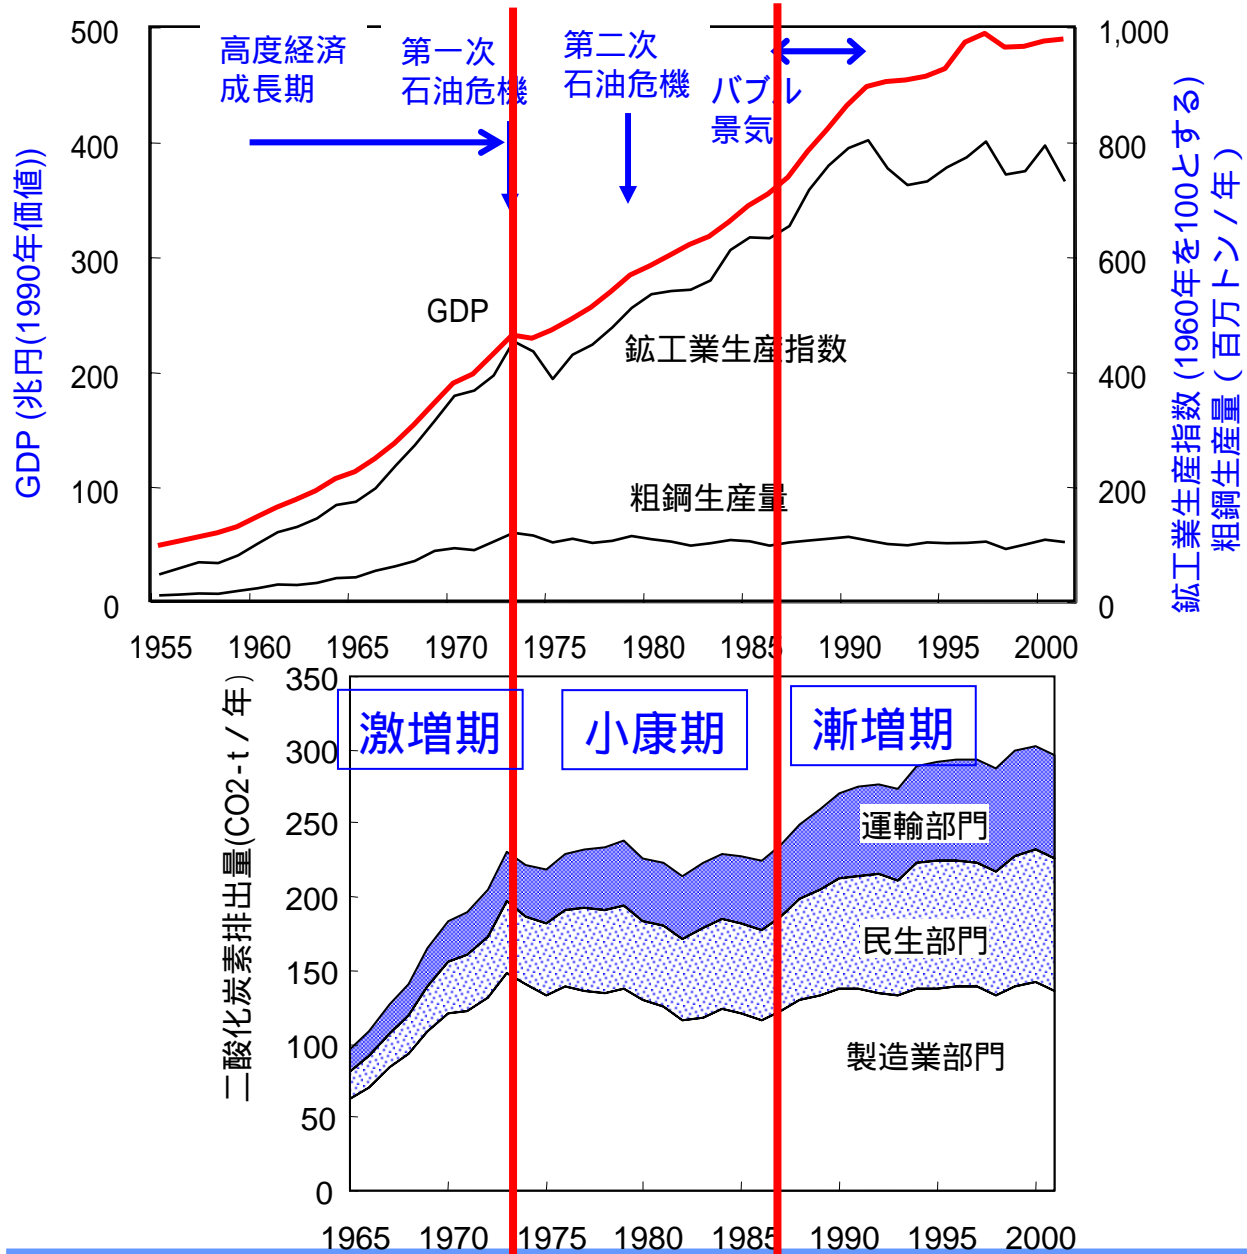 500
400
300
200
100
0
GDP (兆円(1990年価値))
高度経済
成長期
第一次
石油危機
第二次
石油危機
バブル
景気
GDP
鉱工業生産指数
粗鋼生産量
1,000
800
600
400
200
0
鉱工業生産指数 (1960年を100とする)
粗鋼生産量 ( 百万トン / 年 )
1955 1960 1965 1970 1975 1980 1985 1990 1995 2000
350
300
250
200
150
100
50
0
二酸化炭素排出量(CO2-t / 年)
激増期
小康期
漸増期
運輸部門
民生部門
製造業部門
1965 1970 1975 1980 1985 1990 1995 2000